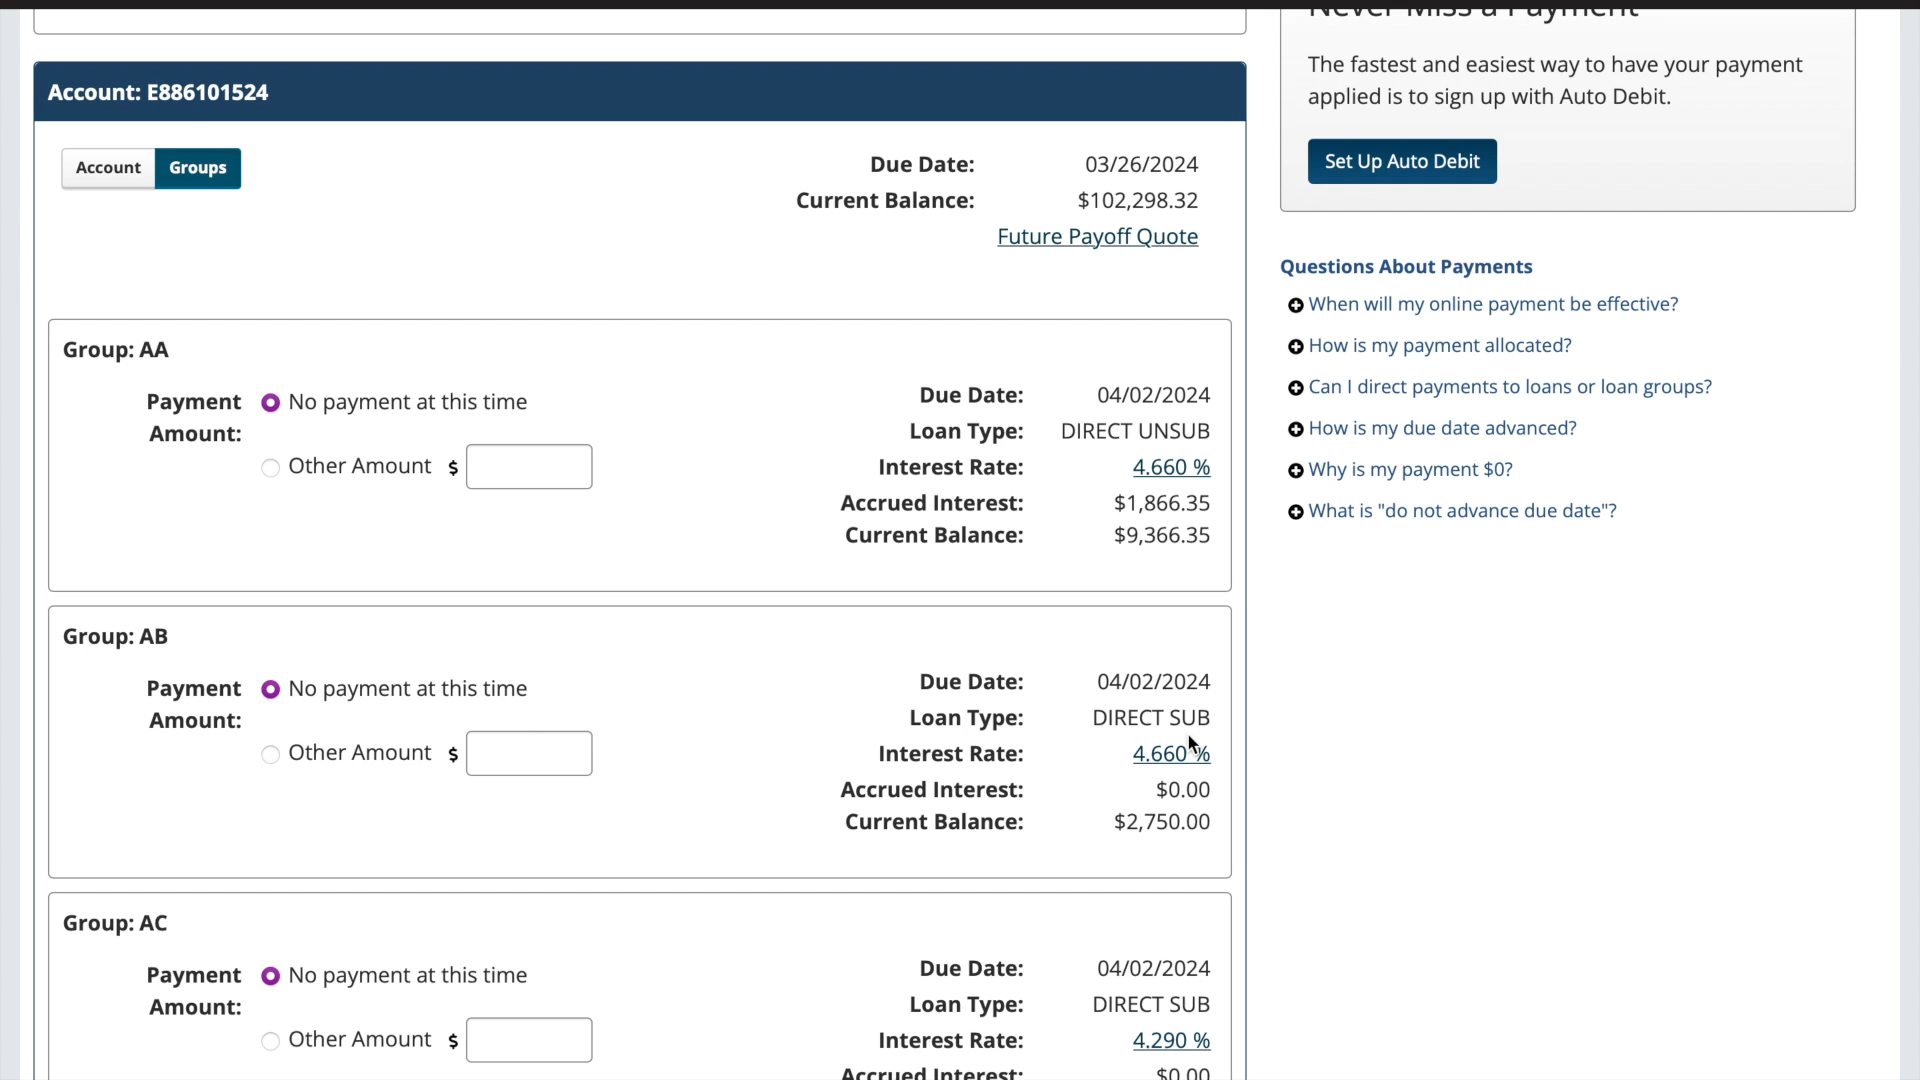 Never Miss a Payment
The fastest and easiest way to have your payment
applied is to sign up with Auto Debit.
Set Up Auto Debit
Account: E886101524
Account Groups
Due Date: 03/26/2024
Current Balance: $102,298.32
Future Payoff Quote
Group: AA
Payment Amount:
No payment at this time
Other Amount $
Due Date: 04/02/2024
Loan Type: DIRECT UNSUB
Interest Rate: 4.660 %
Accrued Interest: $1,866.35
Current Balance: $9,366.35
Group: AB
Payment Amount:
No payment at this time
Other Amount $
Due Date: 04/02/2024
Loan Type: DIRECT SUB
Interest Rate: 4.660 %
Accrued Interest: $0.00
Current Balance: $2,750.00
Group: AC
Payment Amount:
No payment at this time
Other Amount $
Due Date: 04/02/2024
Loan Type: DIRECT SUB
Interest Rate: 4.290 %
Accrued Interest: $0.00
Questions About Payments
When will my online payment be effective?
How is my payment allocated?
Can I direct payments to loans or loan groups?
How is my due date advanced?
Why is my payment $0?
What is "do not advance due date"?